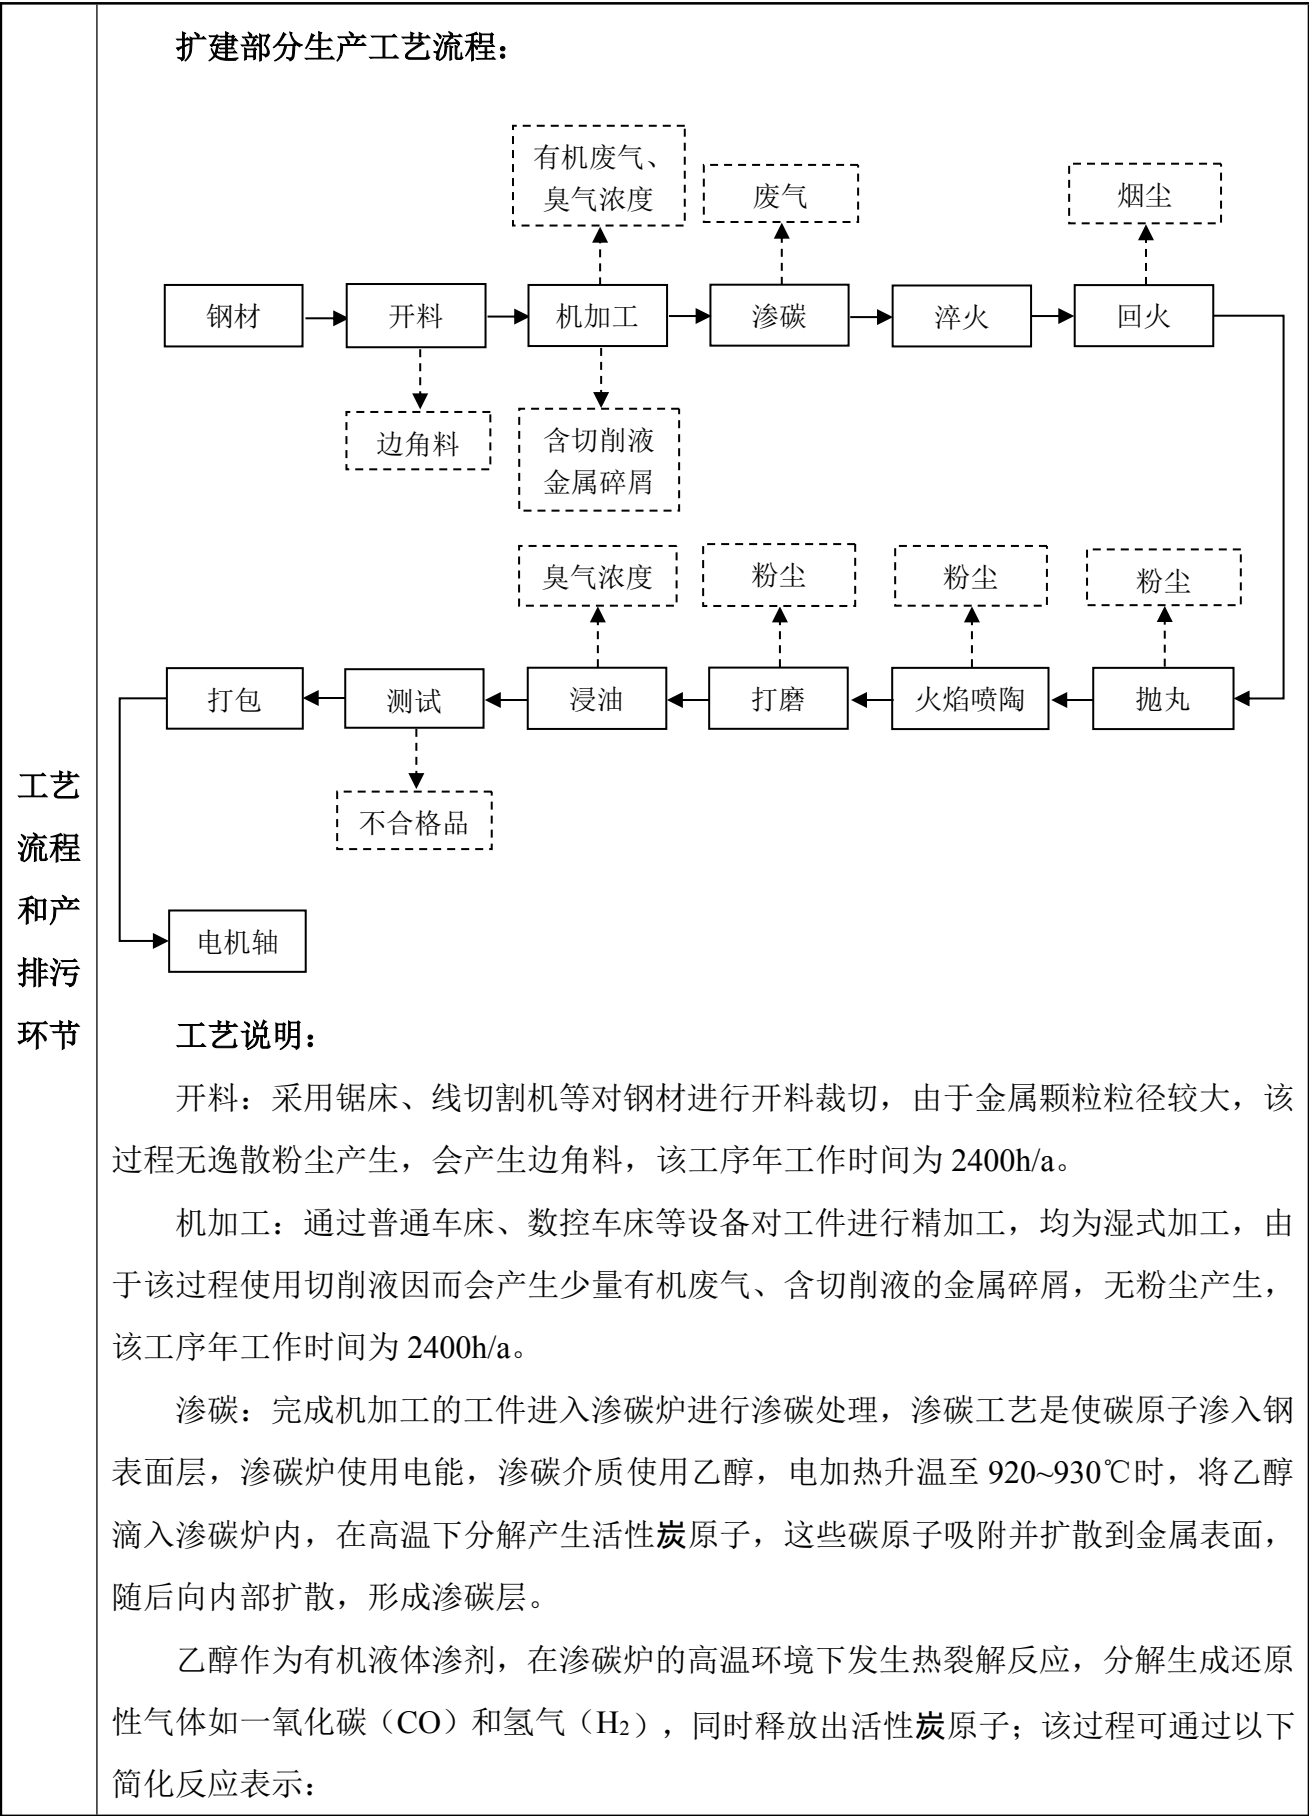 扩建部分生产工艺流程：
有机废气、
臭气浓度
废气
烟尘
钢材
开料
机加工
渗碳
淬火
回火
边角料
含切削液
金属碎屑
臭气浓度
粉尘
粉尘
粉尘
打包
测试
浸油
打磨
火焰喷陶
抛丸
不合格品
电机轴
工艺
流程
和产
排污
环节
工艺说明：
开料：采用锯床、线切割机等对钢材进行开料裁切，由于金属颗粒粒径较大，该
过程无逸散粉尘产生，会产生边角料，该工序年工作时间为 2400h/a。
机加工：通过普通车床、数控车床等设备对工件进行精加工，均为湿式加工，由
于该过程使用切削液因而会产生少量有机废气、含切削液的金属碎屑，无粉尘产生，
该工序年工作时间为 2400h/a。
渗碳：完成机加工的工件进入渗碳炉进行渗碳处理，渗碳工艺是使碳原子渗入钢
表面层，渗碳炉使用电能，渗碳介质使用乙醇，电加热升温至 920~930℃时，将乙醇
滴入渗碳炉内，在高温下分解产生活性炭原子，这些碳原子吸附并扩散到金属表面，
随后向内部扩散，形成渗碳层。
乙醇作为有机液体渗剂，在渗碳炉的高温环境下发生热裂解反应，分解生成还原
性气体如一氧化碳（CO）和氢气（H₂），同时释放出活性炭原子；该过程可通过以下
简化反应表示：